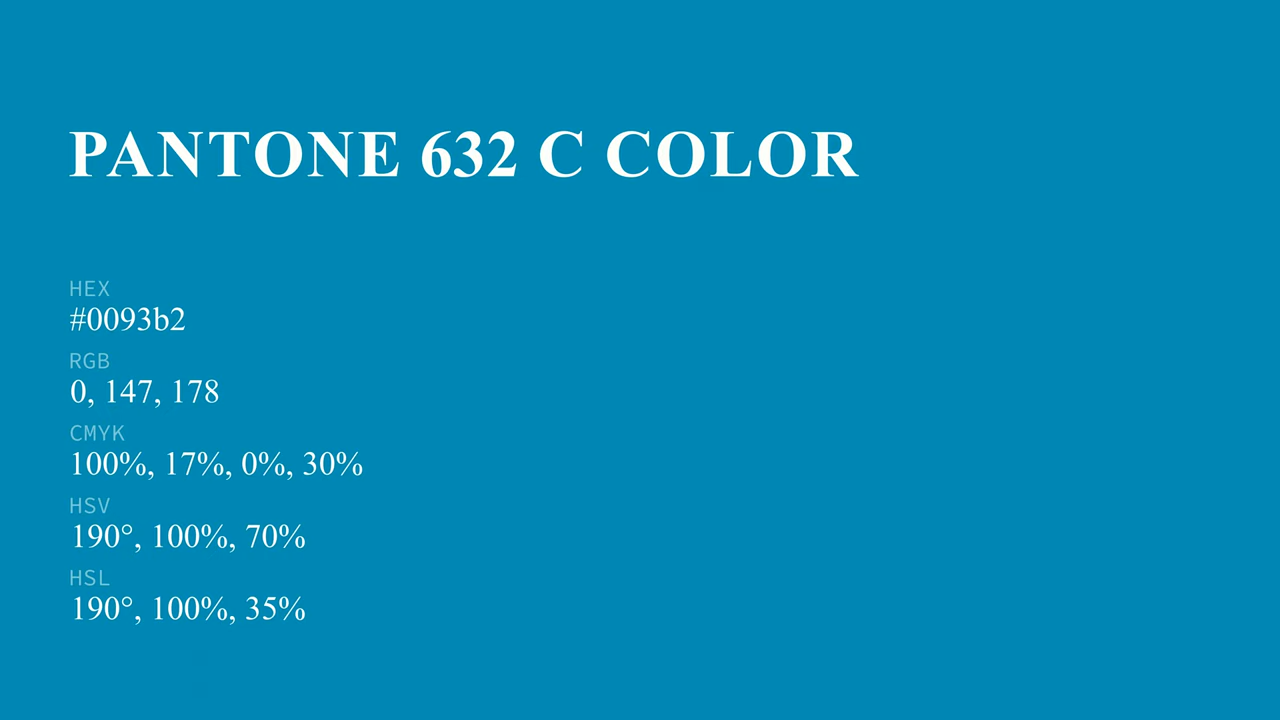 PANTONE 632 C COLOR
HEX
#0093b2
RGB
0, 147, 178
CMYK
100%, 17%, 0%, 30%
HSV
190°, 100%, 70%
HSL
190°, 100%, 35%